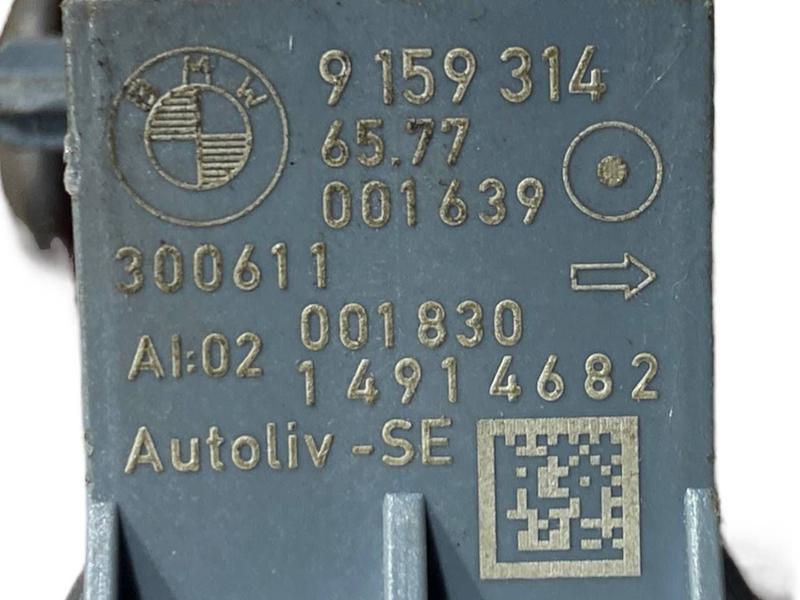 BMW
9 159 314
65.77
001639
300611
001830
AI:02
14914682
Autoliv -SE